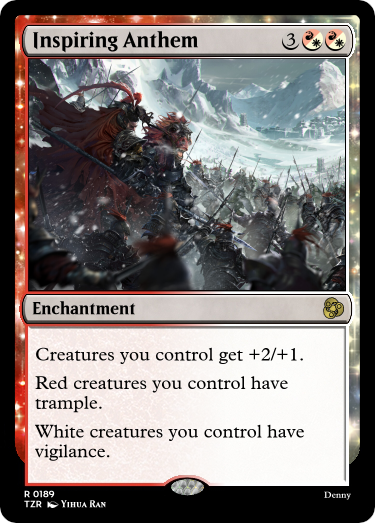 Inspiring Anthem 3
Enchantment
Creatures you control get +2/+1.
Red creatures you control have
trample.
White creatures you control have
vigilance.
R 0189
TZR Yihua Ran
Denny